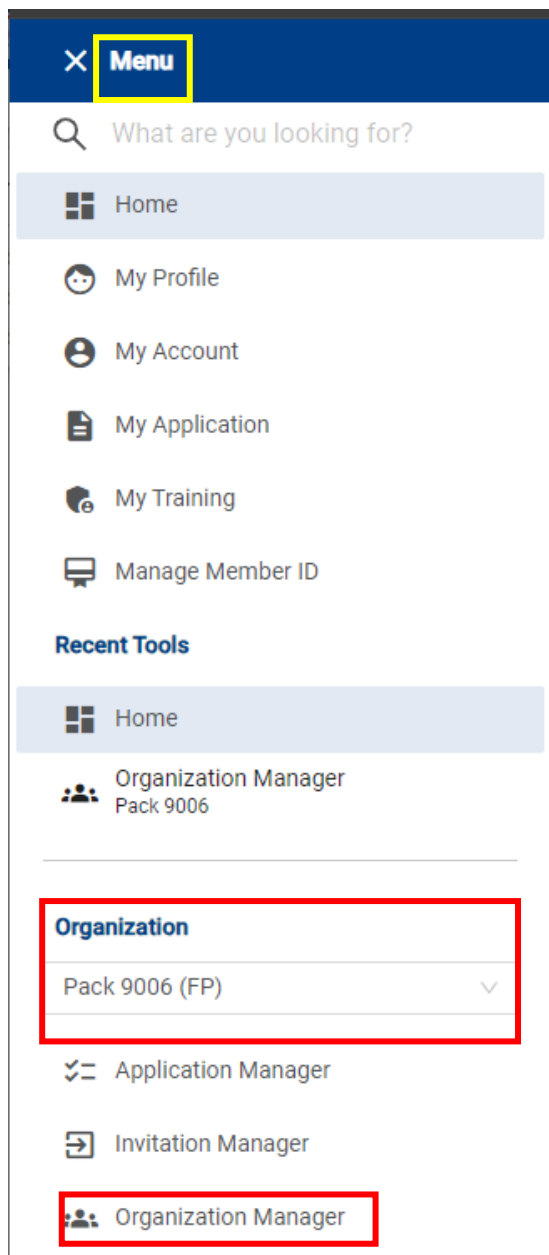 Menu
What are you looking for?
Home
My Profile
My Account
My Application
My Training
Manage Member ID
Recent Tools
Home
Organization Manager
Pack 9006
Organization
Pack 9006 (FP)
Application Manager
Invitation Manager
Organization Manager